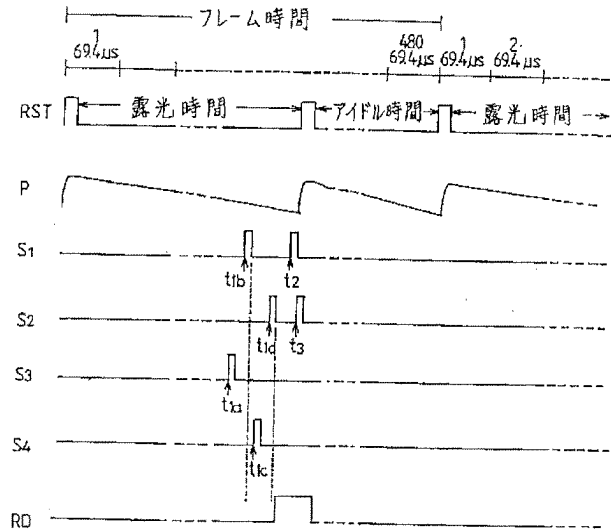 フレーム時間
1 480 1 2
69.4μs 69.4μs 69.4μs 69.4μs
RST 露光時間 アイドル時間 露光時間
P
S1
t1b t2
S2
t1d t3
S3
t1a
S4
t1c
RD